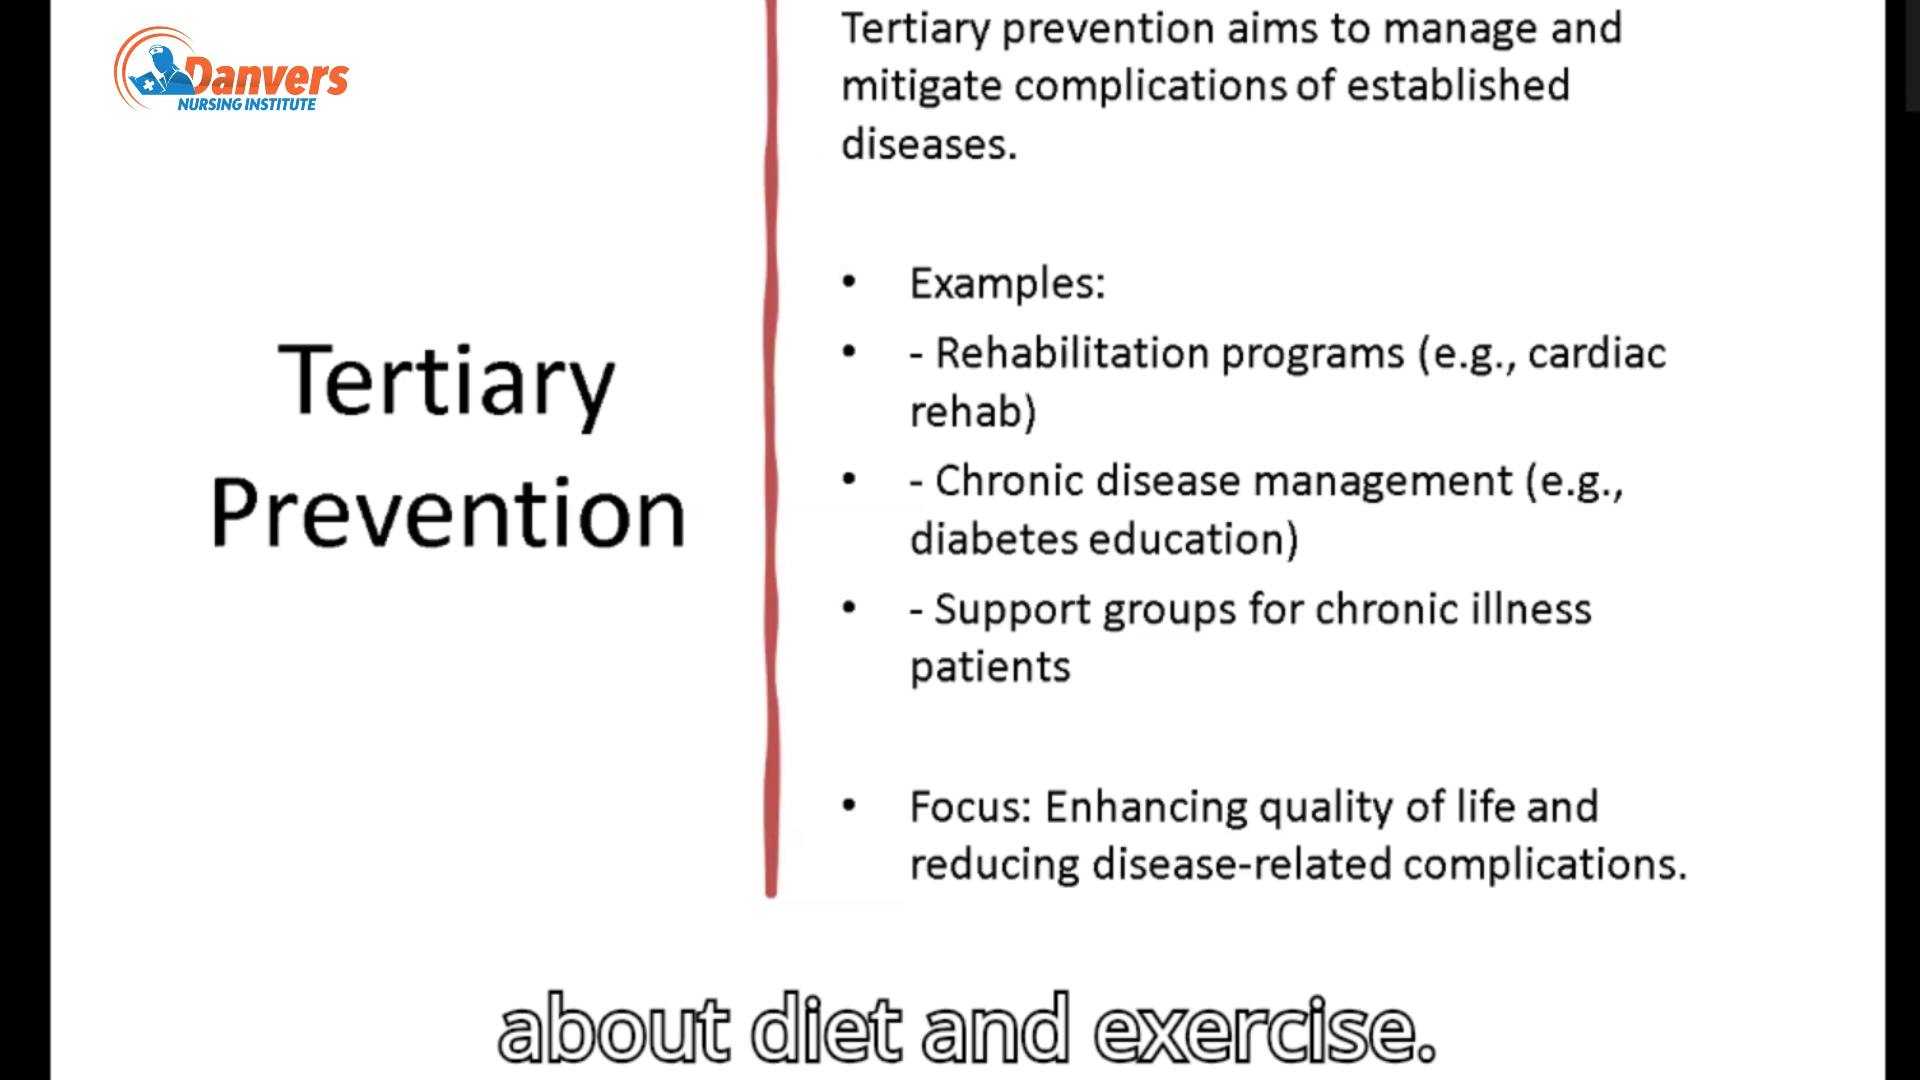 Danvers
NURSING INSTITUTE
Tertiary
Prevention
Tertiary prevention aims to manage and
mitigate complications of established
diseases.
• Examples:
• - Rehabilitation programs (e.g., cardiac
rehab)
• - Chronic disease management (e.g.,
diabetes education)
• - Support groups for chronic illness
patients
• Focus: Enhancing quality of life and
reducing disease-related complications.
about diet and exercise.